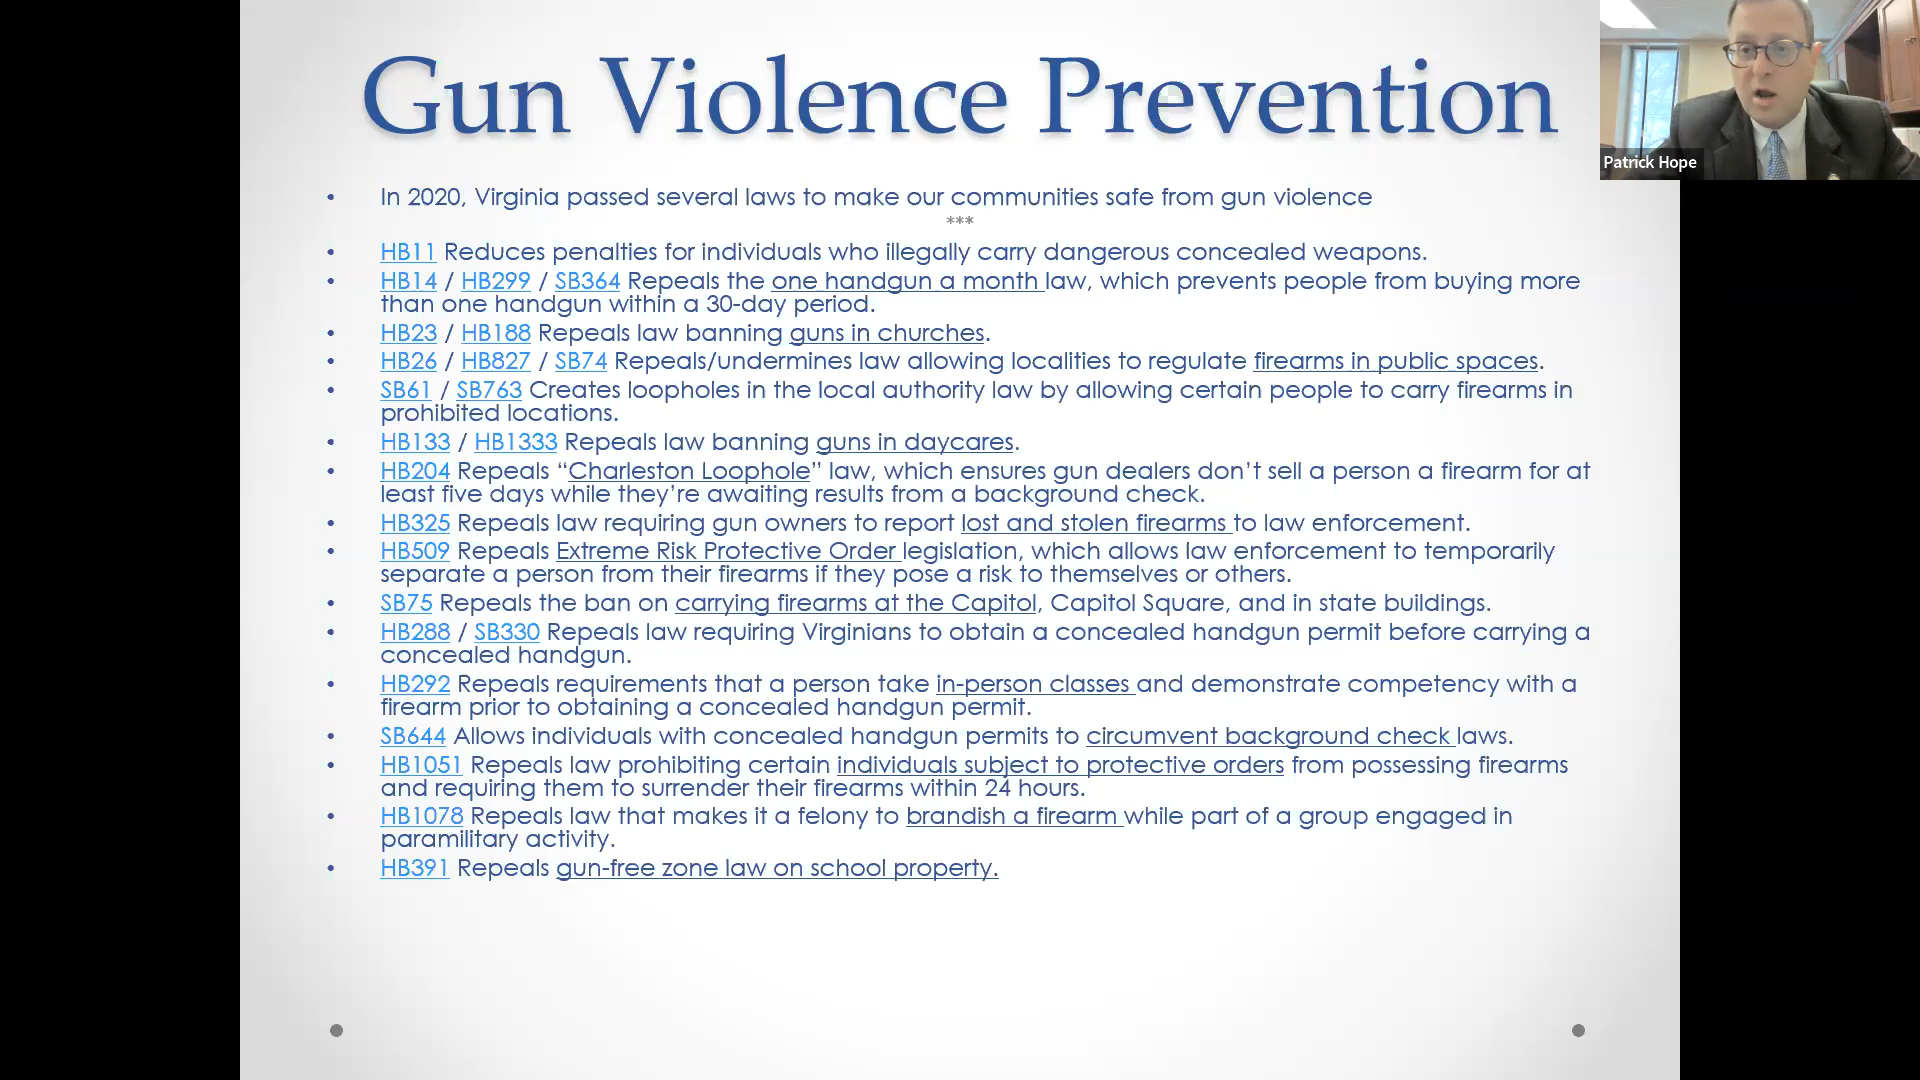 Gun Violence Prevention
Patrick Hope
• In 2020, Virginia passed several laws to make our communities safe from gun violence
***
• HB11 Reduces penalties for individuals who illegally carry dangerous concealed weapons.
• HB14 / HB299 / SB364 Repeals the one handgun a month law, which prevents people from buying more
than one handgun within a 30-day period.
• HB23 / HB188 Repeals law banning guns in churches.
• HB26 / HB827 / SB74 Repeals/undermines law allowing localities to regulate firearms in public spaces.
• SB61 / SB763 Creates loopholes in the local authority law by allowing certain people to carry firearms in
prohibited locations.
• HB133 / HB1333 Repeals law banning guns in daycares.
• HB204 Repeals “Charleston Loophole” law, which ensures gun dealers don’t sell a person a firearm for at
least five days while they’re awaiting results from a background check.
• HB325 Repeals law requiring gun owners to report lost and stolen firearms to law enforcement.
• HB509 Repeals Extreme Risk Protective Order legislation, which allows law enforcement to temporarily
separate a person from their firearms if they pose a risk to themselves or others.
• SB75 Repeals the ban on carrying firearms at the Capitol, Capitol Square, and in state buildings.
• HB288 / SB330 Repeals law requiring Virginians to obtain a concealed handgun permit before carrying a
concealed handgun.
• HB292 Repeals requirements that a person take in-person classes and demonstrate competency with a
firearm prior to obtaining a concealed handgun permit.
• SB644 Allows individuals with concealed handgun permits to circumvent background check laws.
• HB1051 Repeals law prohibiting certain individuals subject to protective orders from possessing firearms
and requiring them to surrender their firearms within 24 hours.
• HB1078 Repeals law that makes it a felony to brandish a firearm while part of a group engaged in
paramilitary activity.
• HB391 Repeals gun-free zone law on school property.